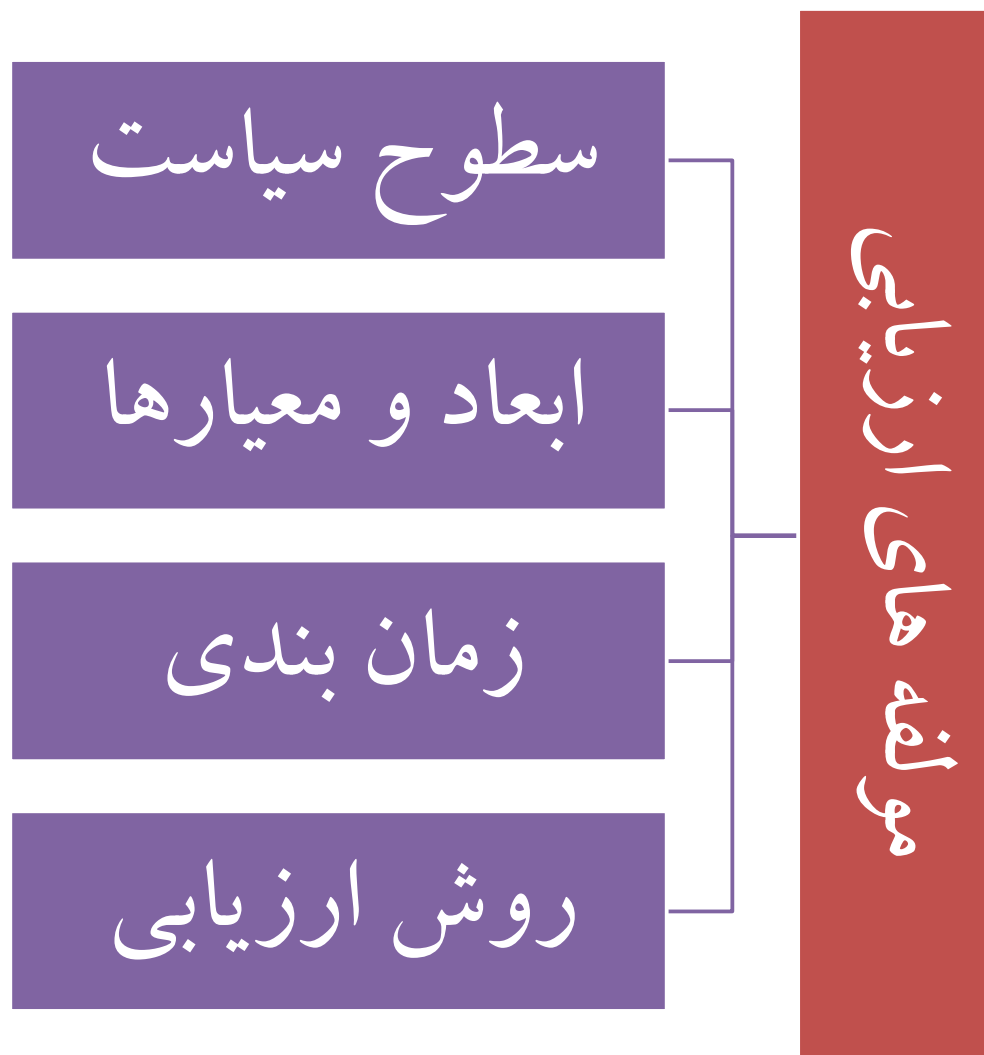 مولفه های ارزیابی
سطوح سیاست
ابعاد و معیارها
زمان بندی
روش ارزیابی